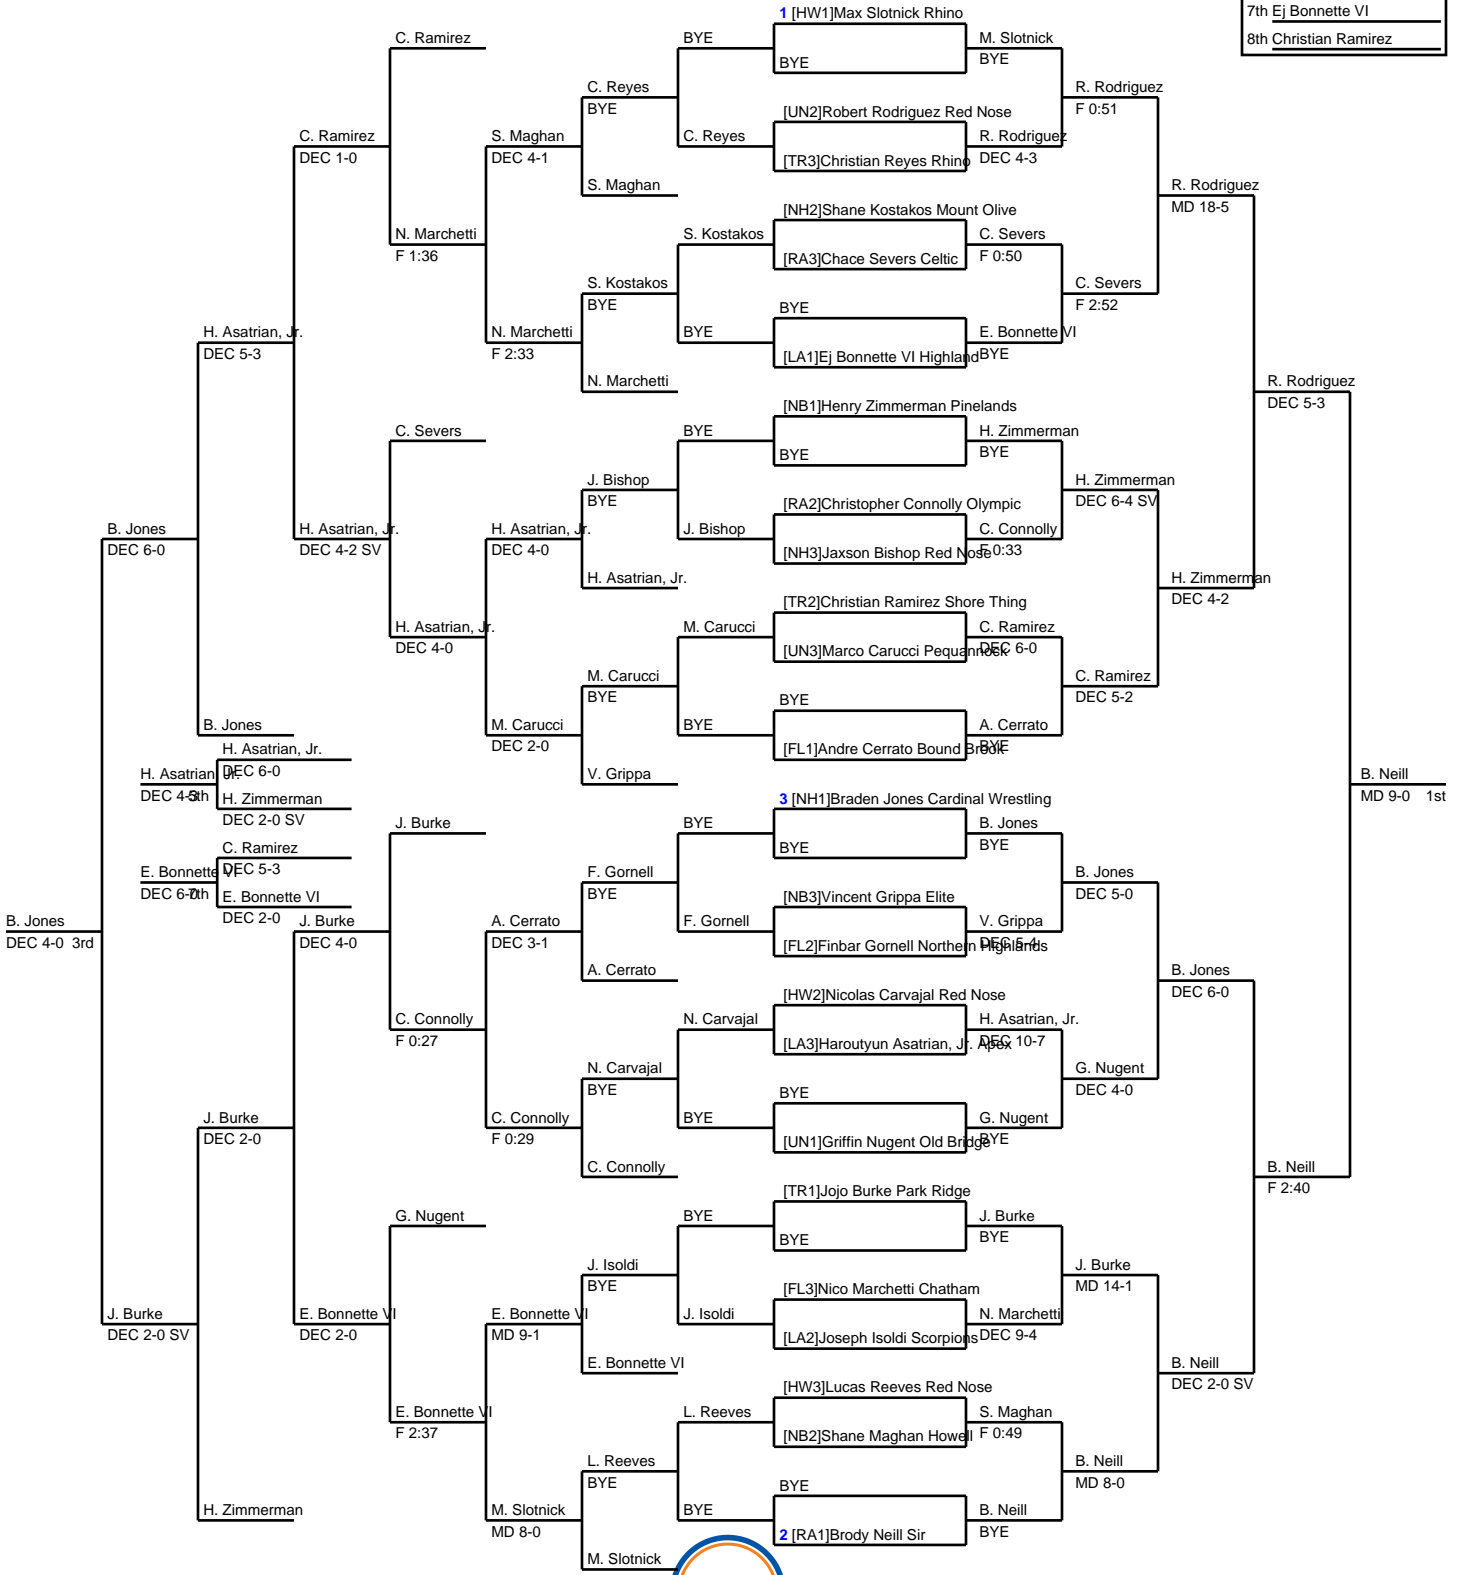 7th Ej Bonnette VI
8th Christian Ramirez
1 [HW1]Max Slotnick Rhino
BYE
[UN2]Robert Rodriguez Red Nose
[TR3]Christian Reyes Rhino
[NH2]Shane Kostakos Mount Olive
[RA3]Chace Severs Celtic
BYE
[LA1]Ej Bonnette VI Highland
[NB1]Henry Zimmerman Pinelands
BYE
[RA2]Christopher Connolly Olympic
[NH3]Jaxson Bishop Red Nose
[TR2]Christian Ramirez Shore Thing
[UN3]Marco Carucci Pequannock
BYE
[FL1]Andre Cerrato Bound Brook
3 [NH1]Braden Jones Cardinal Wrestling
BYE
[NB3]Vincent Grippa Elite
[FL2]Finbar Gornell Northern Highlands
[HW2]Nicolas Carvajal Red Nose
[LA3]Haroutyun Asatrian, Jr. Apex
BYE
[UN1]Griffin Nugent Old Bridge
[TR1]Jojo Burke Park Ridge
BYE
[FL3]Nico Marchetti Chatham
[LA2]Joseph Isoldi Scorpions
[HW3]Lucas Reeves Red Nose
[NB2]Shane Maghan Howell
BYE
2 [RA1]Brody Neill Sir
M. Slotnick
BYE
R. Rodriguez
DEC 4-3
C. Severs
F 0:50
E. Bonnette VI
BYE
H. Zimmerman
BYE
C. Connolly
F 0:33
C. Ramirez
DEC 6-0
A. Cerrato
BYE
B. Jones
BYE
V. Grippa
DEC 5-4
H. Asatrian, Jr.
DEC 10-7
G. Nugent
BYE
J. Burke
BYE
N. Marchetti
DEC 9-4
S. Maghan
F 0:49
B. Neill
BYE
R. Rodriguez
F 0:51
C. Severs
F 2:52
H. Zimmerman
DEC 6-4 SV
C. Ramirez
DEC 5-2
B. Jones
DEC 5-0
G. Nugent
DEC 4-0
J. Burke
MD 14-1
B. Neill
MD 8-0
R. Rodriguez
MD 18-5
H. Zimmerman
DEC 4-2
B. Jones
DEC 6-0
B. Neill
DEC 2-0 SV
R. Rodriguez
DEC 5-3
B. Neill
F 2:40
B. Neill
MD 9-0 1st
BYE
C. Reyes
S. Kostakos
BYE
BYE
J. Bishop
M. Carucci
BYE
BYE
F. Gornell
N. Carvajal
BYE
BYE
J. Isoldi
L. Reeves
BYE
C. Reyes
BYE
S. Maghan
S. Kostakos
BYE
N. Marchetti
J. Bishop
BYE
H. Asatrian, Jr.
M. Carucci
BYE
V. Grippa
F. Gornell
BYE
A. Cerrato
N. Carvajal
BYE
C. Connolly
J. Isoldi
BYE
E. Bonnette VI
L. Reeves
BYE
M. Slotnick
S. Maghan
DEC 4-1
N. Marchetti
F 2:33
H. Asatrian, Jr.
DEC 4-0
M. Carucci
DEC 2-0
A. Cerrato
DEC 3-1
C. Connolly
F 0:29
E. Bonnette VI
MD 9-1
M. Slotnick
MD 8-0
C. Ramirez
N. Marchetti
F 1:36
C. Severs
H. Asatrian, Jr.
DEC 4-0
J. Burke
C. Connolly
F 0:27
G. Nugent
E. Bonnette VI
F 2:37
C. Ramirez
DEC 1-0
H. Asatrian, Jr.
DEC 4-2 SV
J. Burke
DEC 4-0
E. Bonnette VI
DEC 2-0
H. Asatrian, Jr.
DEC 5-3
B. Jones
J. Burke
DEC 2-0
H. Zimmerman
B. Jones
DEC 6-0
J. Burke
DEC 2-0 SV
B. Jones
DEC 4-0 3rd
H. Asatrian, Jr.
DEC 6-0
H. Zimmerman
DEC 2-0 SV
H. Asatrian, Jr.
5th
C. Ramirez
DEC 5-3
E. Bonnette VI
DEC 2-0
E. Bonnette VI
7th